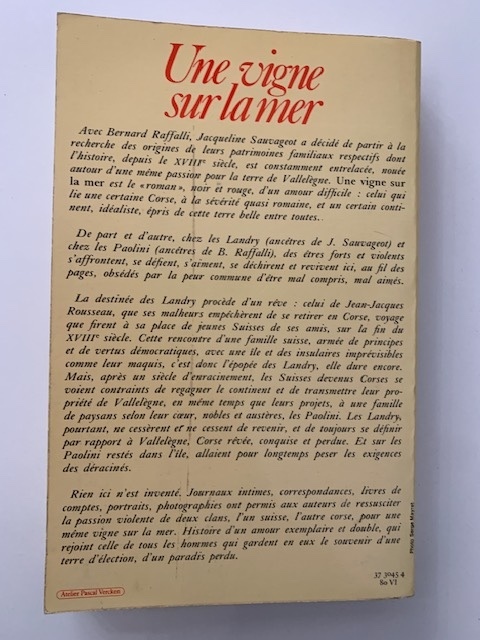 Une vigne
sur la mer
Avec Bernard Raffalli, Jacqueline Sauvageot a décidé de partir à la
recherche des origines de leurs patrimoines familiaux respectifs dont
l'histoire, depuis le XVIIIe siècle, est constamment entrelacée, nouée
autour d'une même passion pour la terre de Vallelègne. Une vigne sur
la mer est le « roman », noir et rouge, d'un amour difficile : celui qui
lie une certaine Corse, à la sévérité quasi romaine, et un certain conti-
nent, idéaliste, épris de cette terre belle entre toutes.
De part et d'autre, chez les Landry (ancêtres de J. Sauvageot) et
chez les Paolini (ancêtres de B. Raffalli), des êtres forts et violents
s'affrontent, se défient, s'aiment, se déchirent et revivent ici, au fil des
pages, obsédés par la peur commune d'être mal compris, mal aimés.
La destinée des Landry procède d'un rêve : celui de Jean-Jacques
Rousseau, que ses malheurs empêchèrent de se retirer en Corse, voyage
que firent à sa place de jeunes Suisses de ses amis, sur la fin du
XVIIIe siècle. Cette rencontre d'une famille suisse, armée de principes
et de vertus démocratiques, avec une île et des insulaires imprévisibles
comme leur maquis, c'est donc l'épopée des Landry, elle dure encore.
Mais, après un siècle d'enracinement, les Suisses devenus Corses se
voient contraints de regagner le continent et de transmettre leur pro-
priété de Vallelègne, en même temps que leurs projets, à une famille
de paysans selon leur cœur, nobles et austères, les Paolini. Les Landry,
pourtant, ne cessèrent et ne cessent de revenir, et de toujours se définir
par rapport à Vallelègne, Corse rêvée, conquise et perdue. Et sur les
Paolini restés dans l'île, allaient pour longtemps peser les exigences
des déracinés.
Rien ici n'est inventé. Journaux intimes, correspondances, livres de
comptes, portraits, photographies ont permis aux auteurs de ressusciter
la passion violente de deux clans, l'un suisse, l'autre corse, pour une
même vigne sur la mer. Histoire d'un amour exemplaire et double, qui
rejoint celle de tous les hommes qui gardent en eux le souvenir d'une
terre d'élection, d'un paradis perdu.
37 3945 4
80 VI
Atelier Pascal Vercken